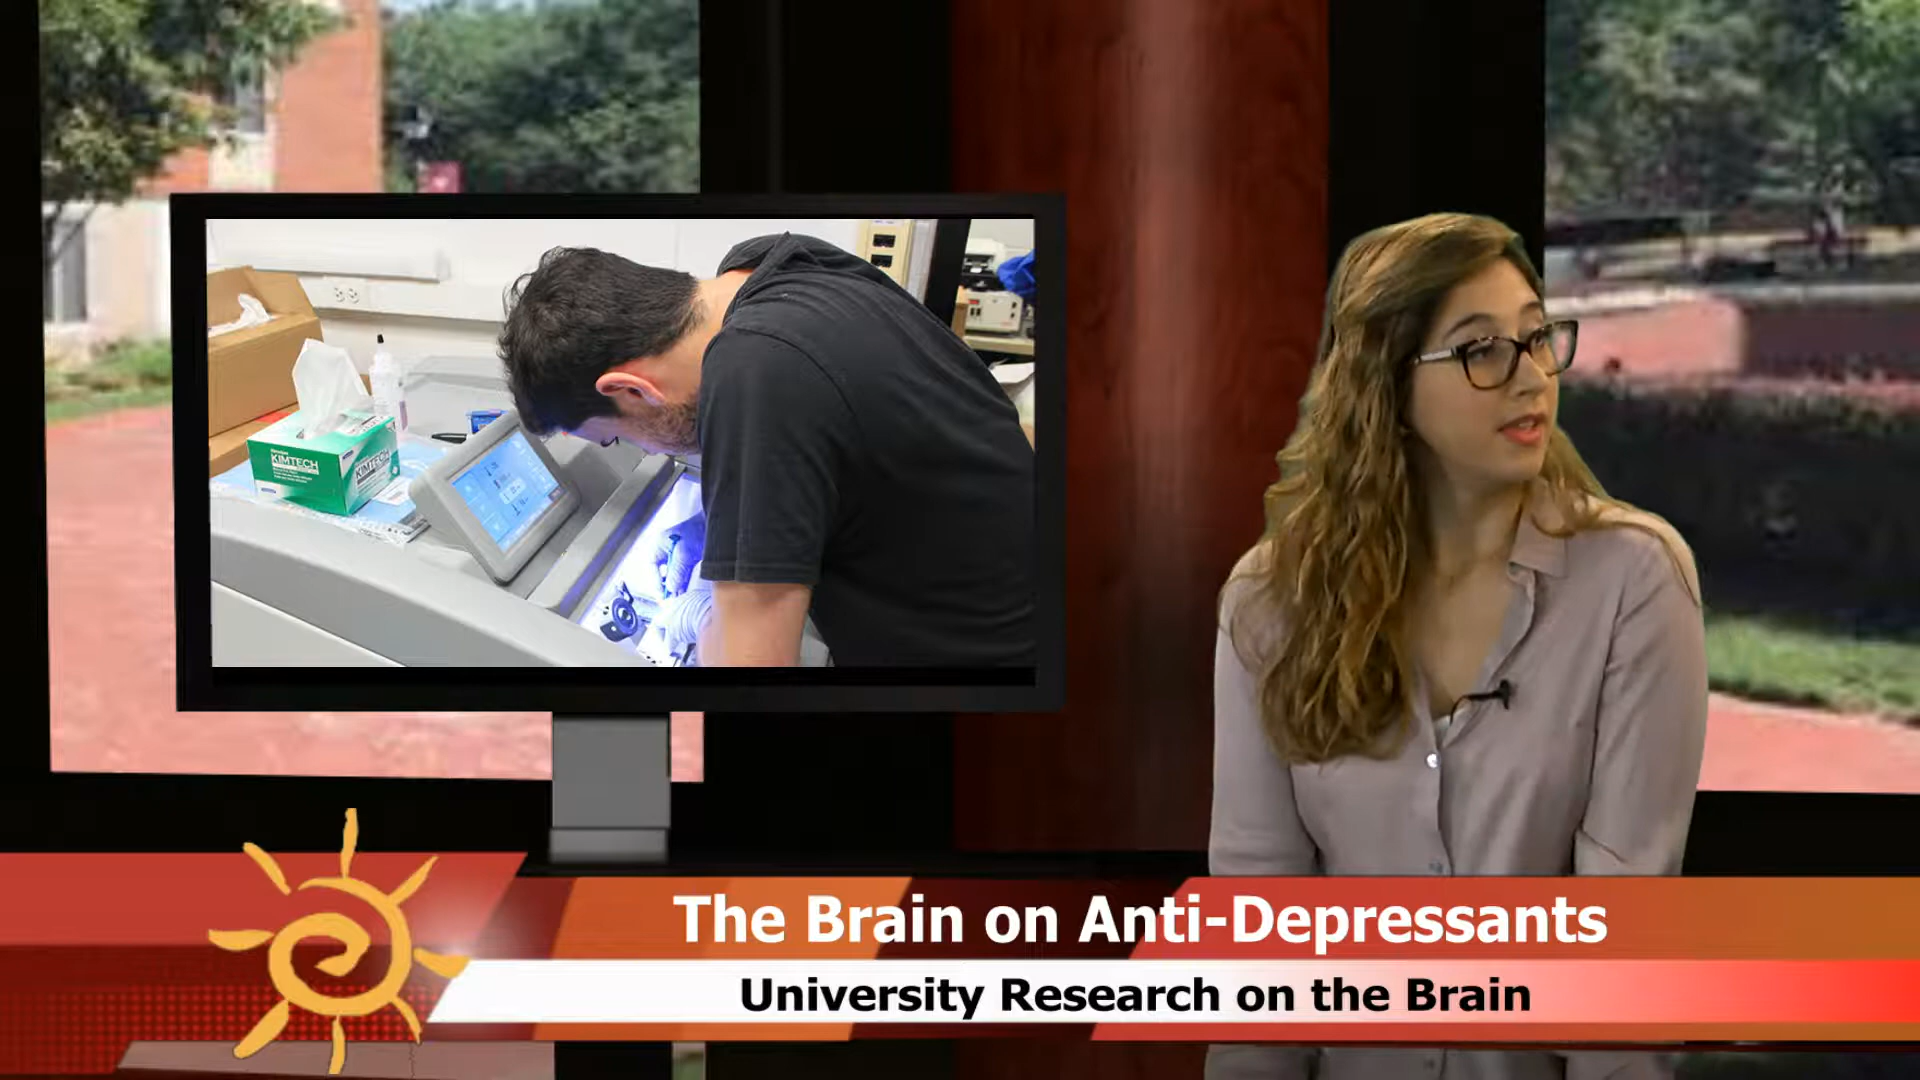 KIMTECH
KIMTECH
The Brain on Anti-Depressants
University Research on the Brain